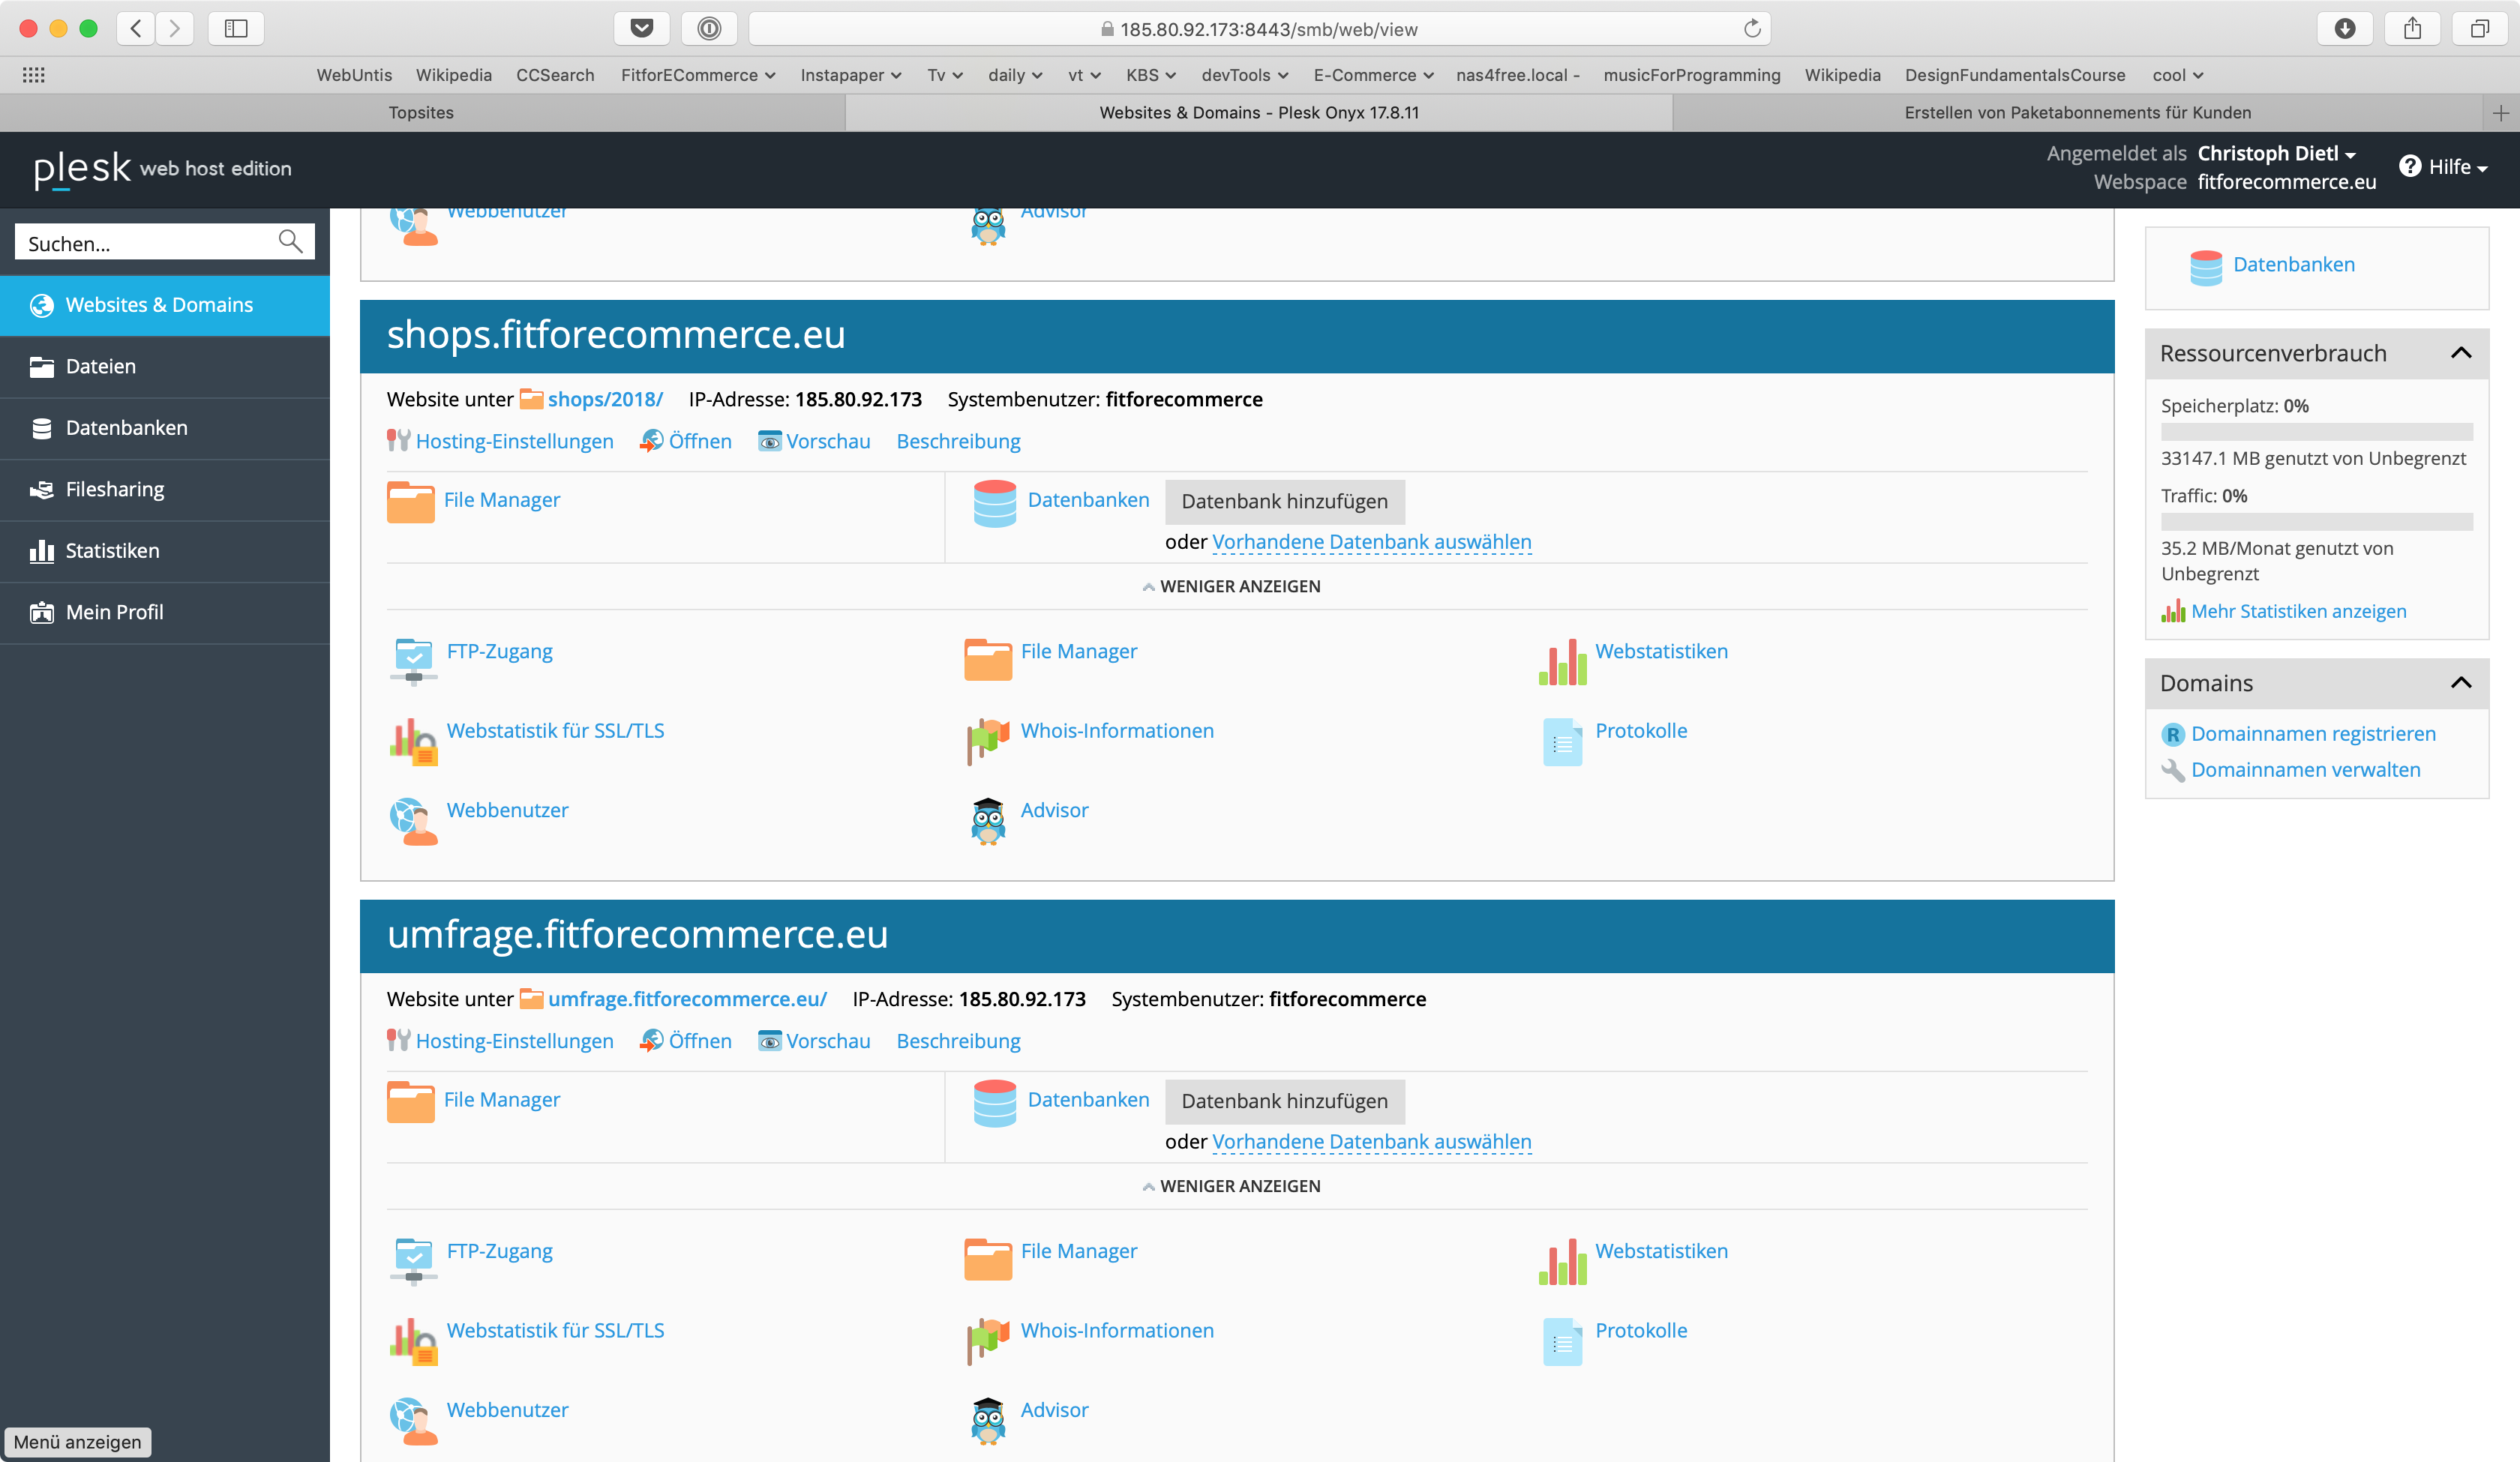 185.80.92.173:8443/smb/web/view
WebUntis Wikipedia CCSearch FitforECommerce Instapaper Tv daily vt KBS devTools E-Commerce nas4free.local - musicForProgramming Wikipedia DesignFundamentalsCourse cool
Topsites Websites & Domains - Plesk Onyx 17.8.11 Erstellen von Paketabonnements für Kunden
plesk web host edition
Angemeldet als Christoph Dietl
Webspace fitforecommerce.eu
Hilfe
Suchen...
Websites & Domains
Dateien
Datenbanken
Filesharing
Statistiken
Mein Profil
Menü anzeigen
Webbenutzer Advisor
shops.fitforecommerce.eu
Website unter shops/2018/ IP-Adresse: 185.80.92.173 Systembenutzer: fitforecommerce
Hosting-Einstellungen Öffnen Vorschau Beschreibung
File Manager Datenbanken Datenbank hinzufügen
oder Vorhandene Datenbank auswählen
WENIGER ANZEIGEN
FTP-Zugang File Manager Webstatistiken
Webstatistik für SSL/TLS Whois-Informationen Protokolle
Webbenutzer Advisor
umfrage.fitforecommerce.eu
Website unter umfrage.fitforecommerce.eu/ IP-Adresse: 185.80.92.173 Systembenutzer: fitforecommerce
Hosting-Einstellungen Öffnen Vorschau Beschreibung
File Manager Datenbanken Datenbank hinzufügen
oder Vorhandene Datenbank auswählen
WENIGER ANZEIGEN
FTP-Zugang File Manager Webstatistiken
Webstatistik für SSL/TLS Whois-Informationen Protokolle
Webbenutzer Advisor
Datenbanken
Ressourcenverbrauch
Speicherplatz: 0%
33147.1 MB genutzt von Unbegrenzt
Traffic: 0%
35.2 MB/Monat genutzt von
Unbegrenzt
Mehr Statistiken anzeigen
Domains
R Domainnamen registrieren
Domainnamen verwalten